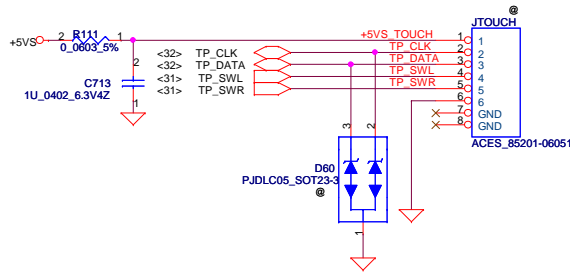 @
JTOUCH
R111
+5VS 2 1 +5VS_TOUCH 1 1
0_0603_5% <32> TP_CLK TP_CLK 2 2
2 <32> TP_DATA TP_DATA 3 3
C713 <31> TP_SWL TP_SWL 4 4
1U_0402_6.3V4Z <31> TP_SWR TP_SWR 5 5
1 6 6
7 GND
8 GND
3 2 ACES_85201-06051
D60
PJDLC05_SOT23-3
@
1